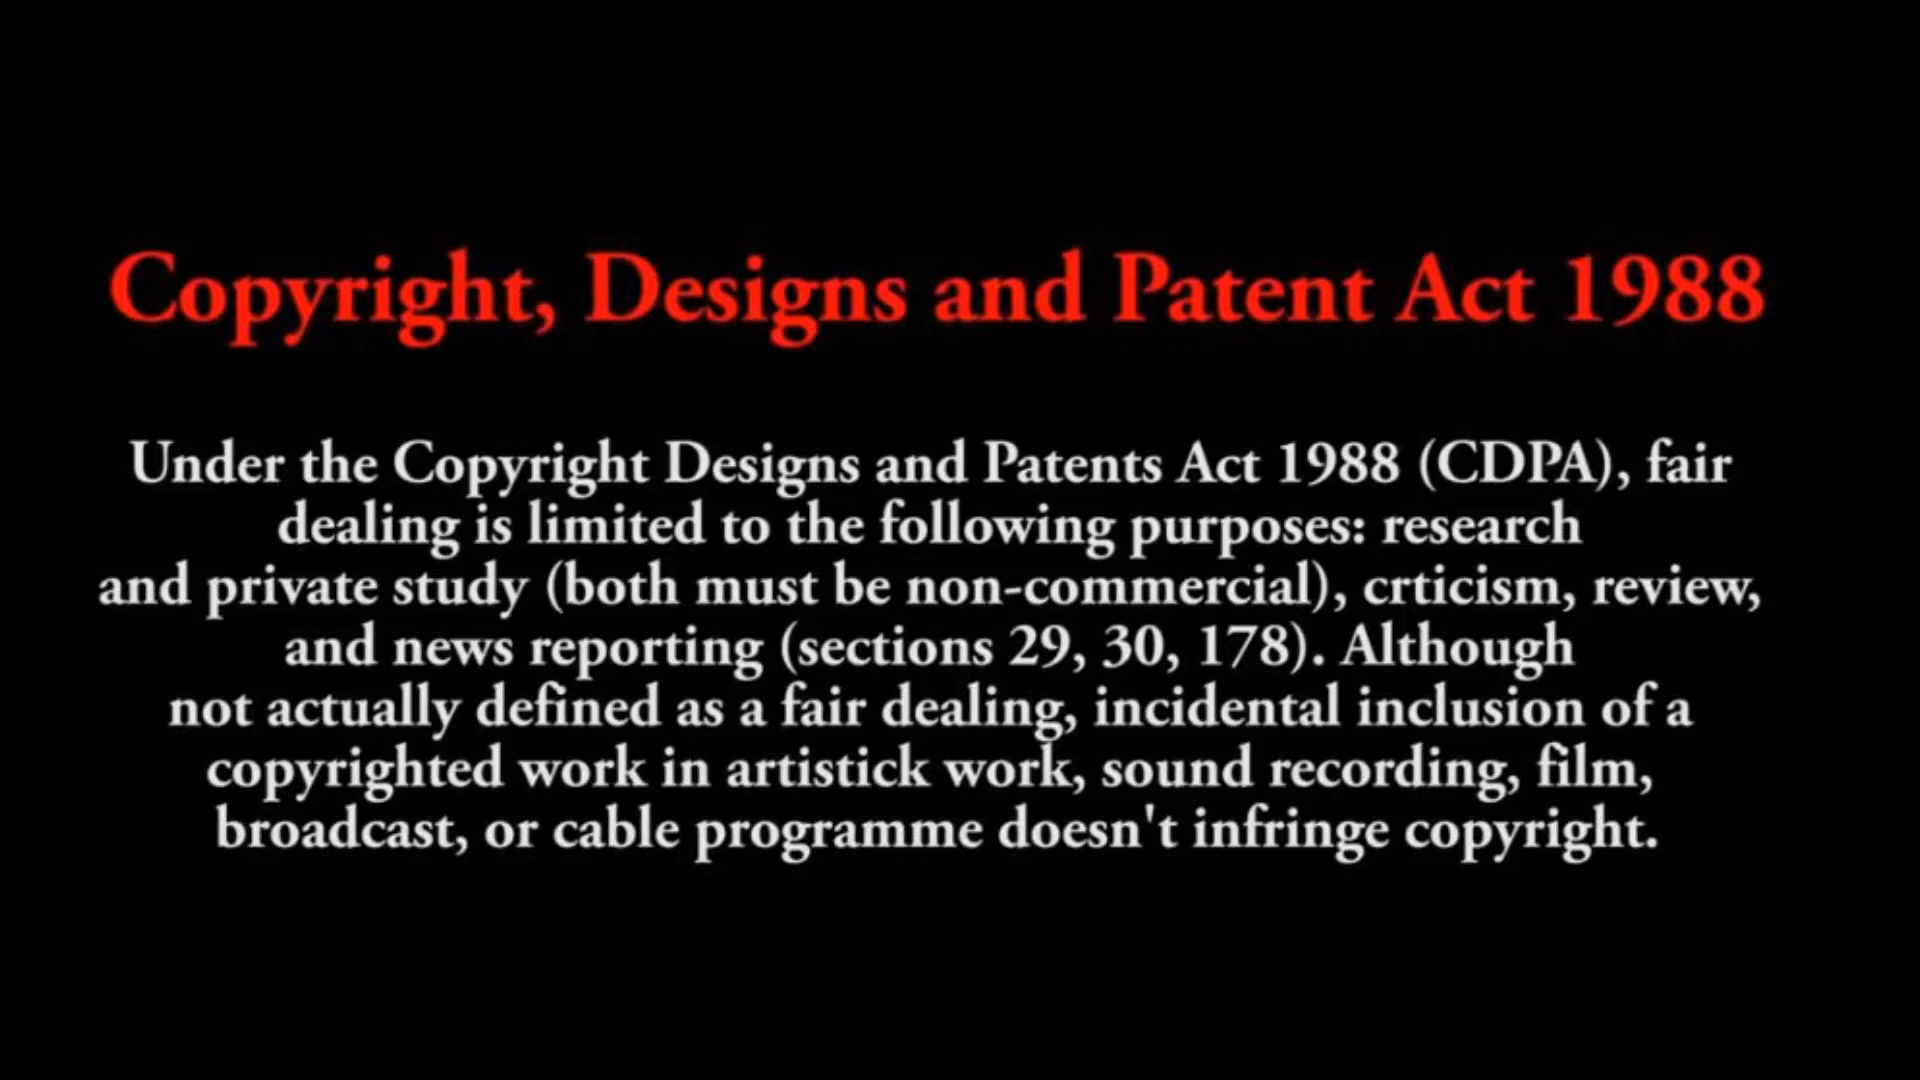 Copyright, Designs and Patent Act 1988
Under the Copyright Designs and Patents Act 1988 (CDPA), fair
dealing is limited to the following purposes: research
and private study (both must be non-commercial), crticism, review,
and news reporting (sections 29, 30, 178). Although
not actually defined as a fair dealing, incidental inclusion of a
copyrighted work in artistick work, sound recording, film,
broadcast, or cable programme doesn't infringe copyright.